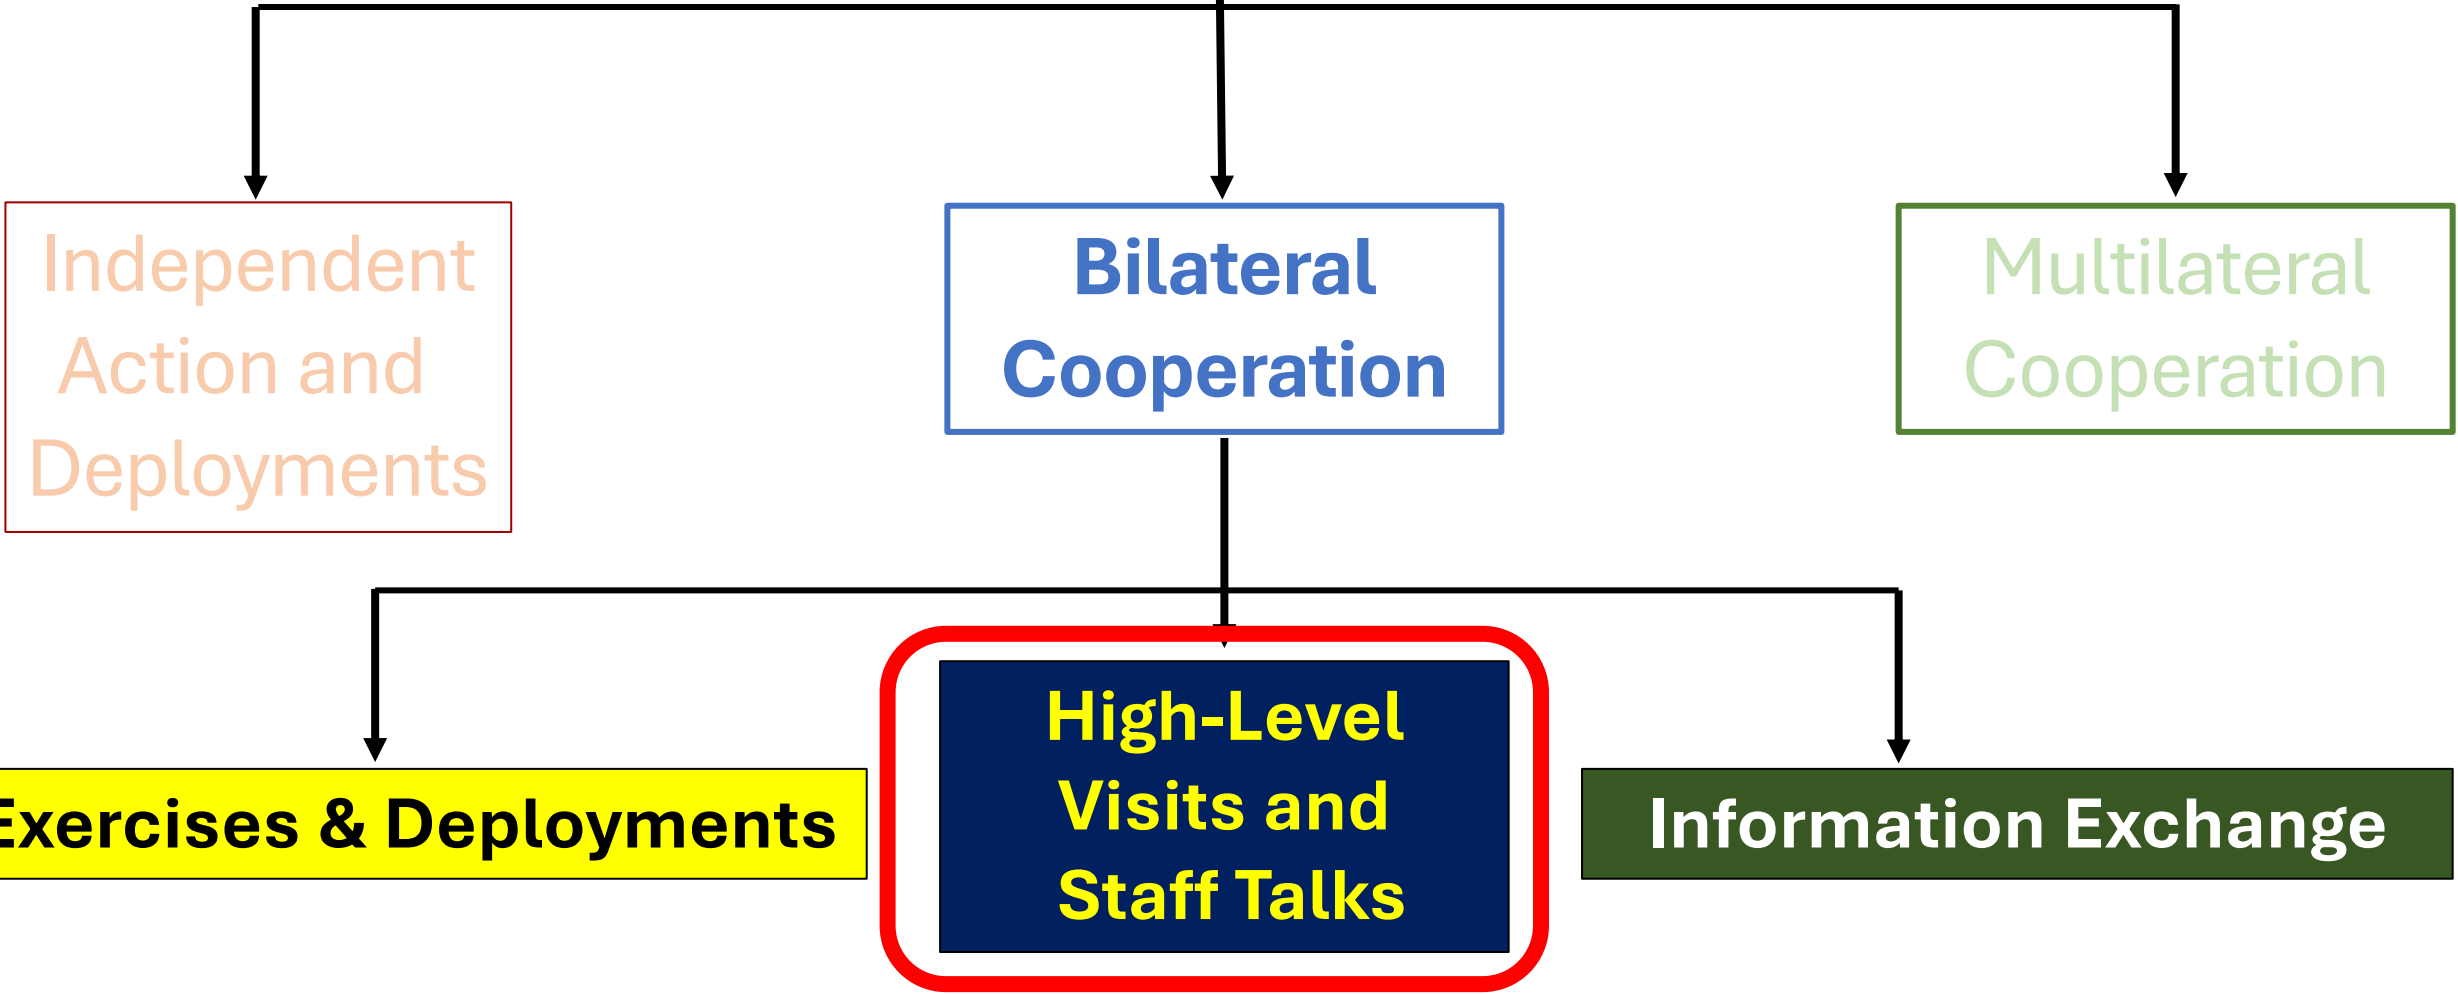 Independent
Action and
Deployments
Bilateral
Cooperation
Multilateral
Cooperation
Exercises & Deployments
High-Level
Visits and
Staff Talks
Information Exchange